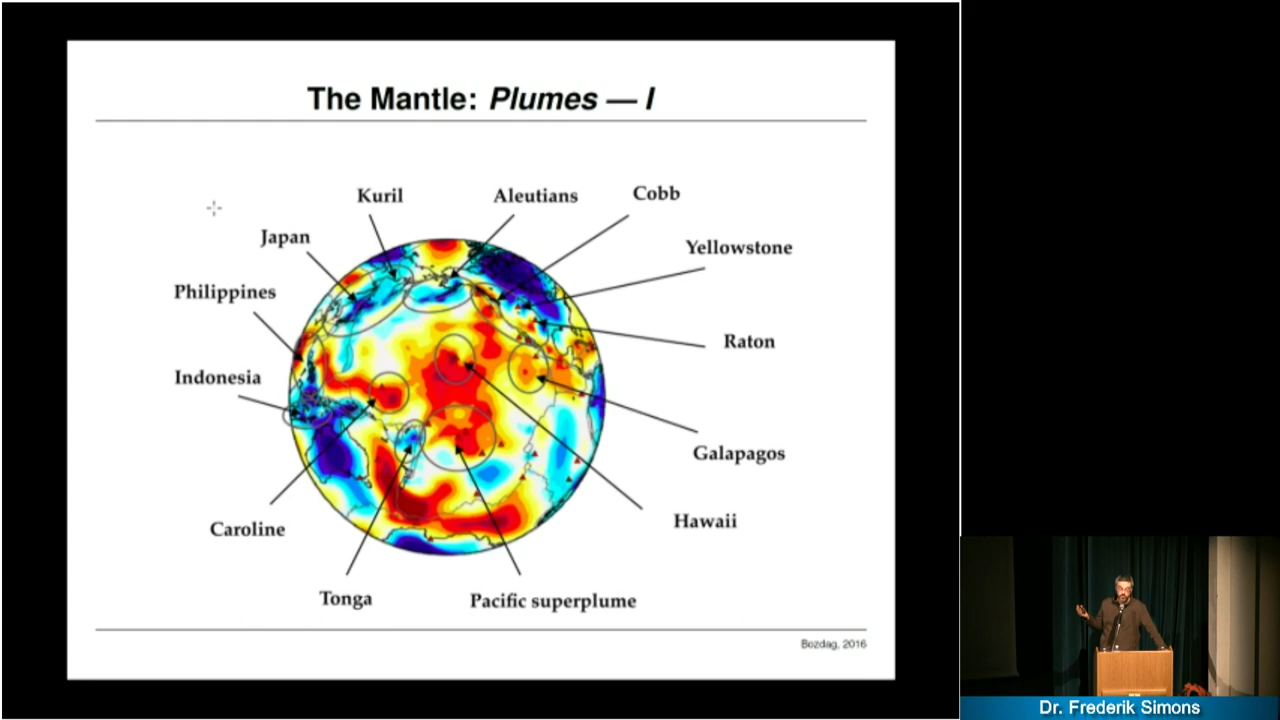 The Mantle: Plumes — I
Kuril
Aleutians
Cobb
Japan
Yellowstone
Philippines
Raton
Indonesia
Galapagos
Caroline
Hawaii
Tonga
Pacific superplume
Bozdag, 2016
Dr. Frederik Simons